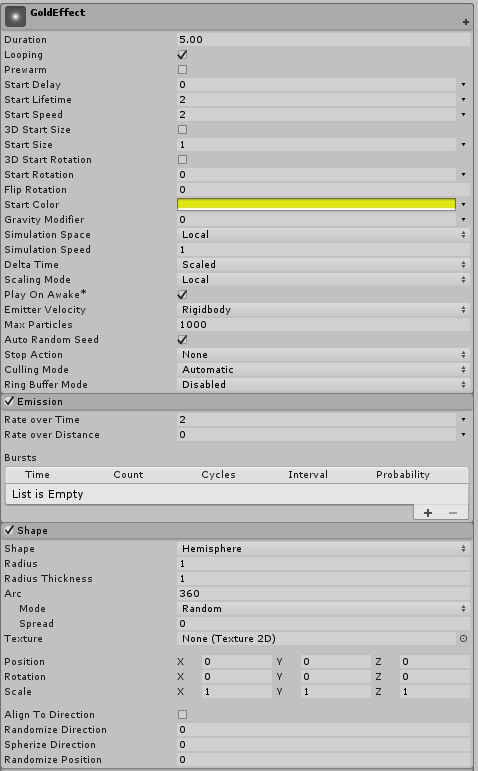 GoldEffect
Duration 5.00
Looping
Prewarm
Start Delay 0
Start Lifetime 2
Start Speed 2
3D Start Size
Start Size 1
3D Start Rotation
Start Rotation 0
Flip Rotation 0
Start Color
Gravity Modifier 0
Simulation Space Local
Simulation Speed 1
Delta Time Scaled
Scaling Mode Local
Play On Awake*
Emitter Velocity Rigidbody
Max Particles 1000
Auto Random Seed
Stop Action None
Culling Mode Automatic
Ring Buffer Mode Disabled
Emission
Rate over Time 2
Rate over Distance 0
Bursts
Time Count Cycles Interval Probability
List is Empty
Shape
Shape Hemisphere
Radius 1
Radius Thickness 1
Arc 360
Mode Random
Spread 0
Texture None (Texture 2D)
Position X 0 Y 0 Z 0
Rotation X 0 Y 0 Z 0
Scale X 1 Y 1 Z 1
Align To Direction
Randomize Direction 0
Spherize Direction 0
Randomize Position 0